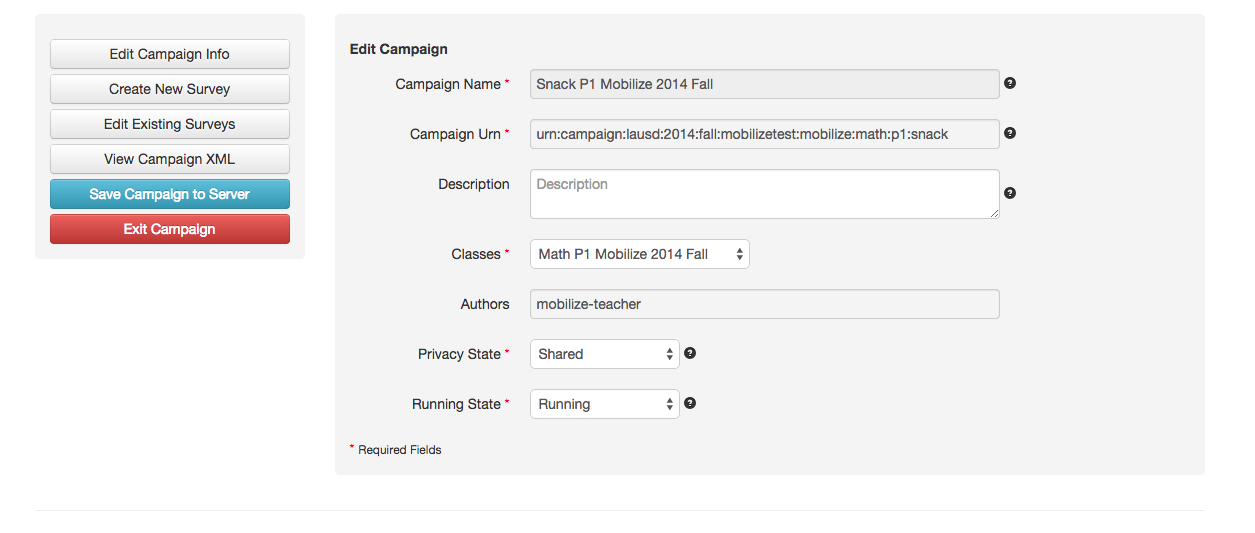 Edit Campaign Info
Create New Survey
Edit Existing Surveys
View Campaign XML
Save Campaign to Server
Exit Campaign
Edit Campaign
Campaign Name * Snack P1 Mobilize 2014 Fall ?
Campaign Urn * urn:campaign:lausd:2014:fall:mobilizetest:mobilize:math:p1:snack ?
Description Description ?
Classes * Math P1 Mobilize 2014 Fall
Authors mobilize-teacher
Privacy State * Shared ?
Running State * Running ?
* Required Fields